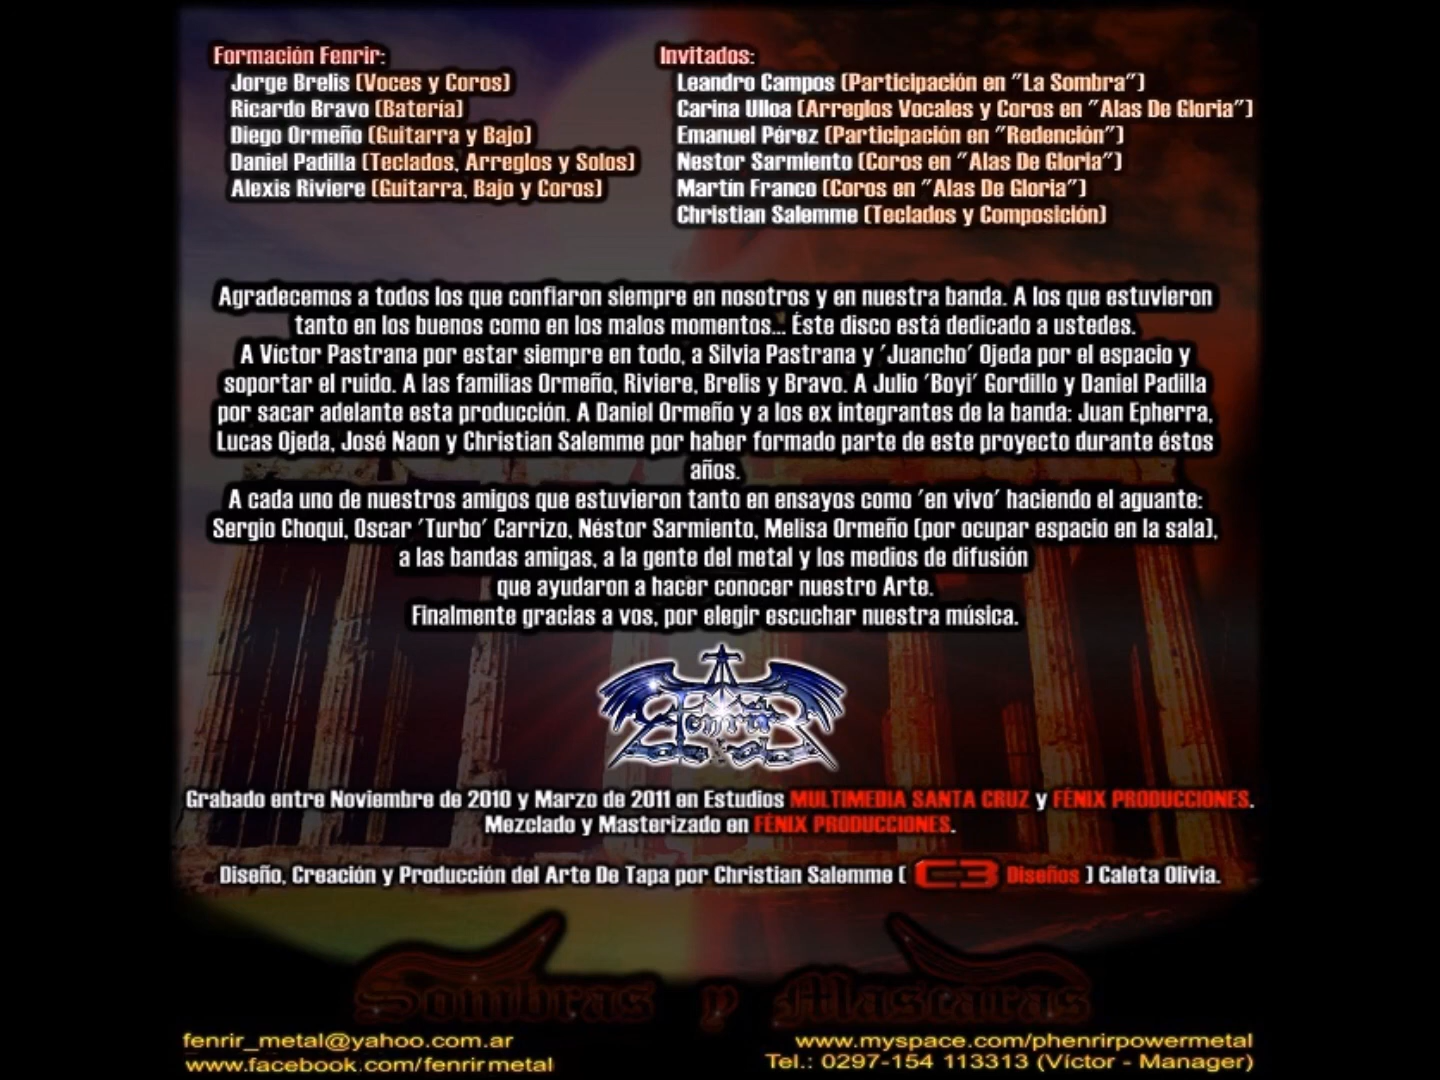 Formación Fenrir:
Jorge Brelis (Voces y Coros)
Ricardo Bravo (Batería)
Diego Ormeño (Guitarra y Bajo)
Daniel Padilla (Teclados, Arreglos y Solos)
Alexis Riviere (Guitarra, Bajo y Coros)
Invitados:
Leandro Campos (Participación en "La Sombra")
Carina Ulloa (Arreglos Vocales y Coros en "Alas De Gloria")
Emanuel Pérez (Participación en "Redención")
Nestor Sarmiento (Coros en "Alas De Gloria")
Martín Franco (Coros en "Alas De Gloria")
Christian Salemme (Teclados y Composición)
Agradecemos a todos los que confiaron siempre en nosotros y en nuestra banda. A los que estuvieron
tanto en los buenos como en los malos momentos... Éste disco está dedicado a ustedes.
A Víctor Pastrana por estar siempre en todo, a Silvia Pastrana y 'Juancho' Ojeda por el espacio y
soportar el ruido. A las familias Ormeño, Riviere, Brelis y Bravo. A Julio 'Boyi' Gordillo y Daniel Padilla
por sacar adelante esta producción. A Daniel Ormeño y a los ex integrantes de la banda: Juan Epherra,
Lucas Ojeda, José Naon y Christian Salemme por haber formado parte de este proyecto durante éstos
años.
A cada uno de nuestros amigos que estuvieron tanto en ensayos como 'en vivo' haciendo el aguante:
Sergio Choqui, Oscar 'Turbo' Carrizo, Néstor Sarmiento, Melisa Ormeño (por ocupar espacio en la sala),
a las bandas amigas, a la gente del metal y los medios de difusión
que ayudaron a hacer conocer nuestro Arte.
Finalmente gracias a vos, por elegir escuchar nuestra música.
Fenrir
Grabado entre Noviembre de 2010 y Marzo de 2011 en Estudios MULTIMEDIA SANTA CRUZ y FÉNIX PRODUCCIONES.
Mezclado y Masterizado en FÉNIX PRODUCCIONES.
Diseño, Creación y Producción del Arte De Tapa por Christian Salemme ( C3 Diseños ) Caleta Olivia.
Sombras y Mascaras
fenrir_metal@yahoo.com.ar
www.facebook.com/fenrirmetal
www.myspace.com/phenrirpowermetal
Tel.: 0297-154 113313 (Víctor - Manager)